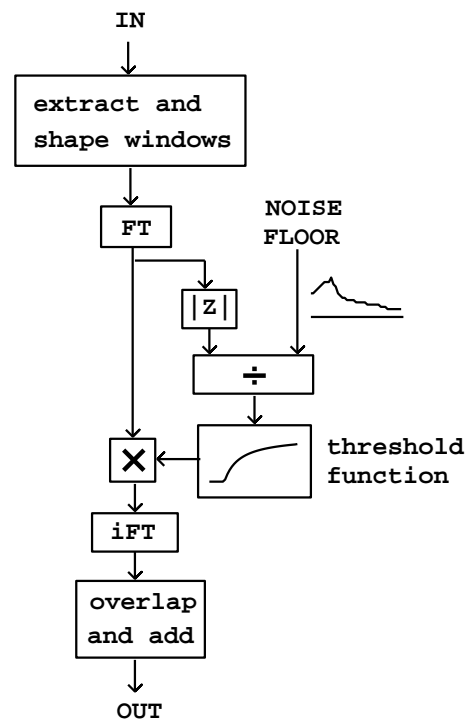 IN
extract and
shape windows
FT
NOISE
FLOOR
|Z|
÷
×
threshold
function
iFT
overlap
and add
OUT